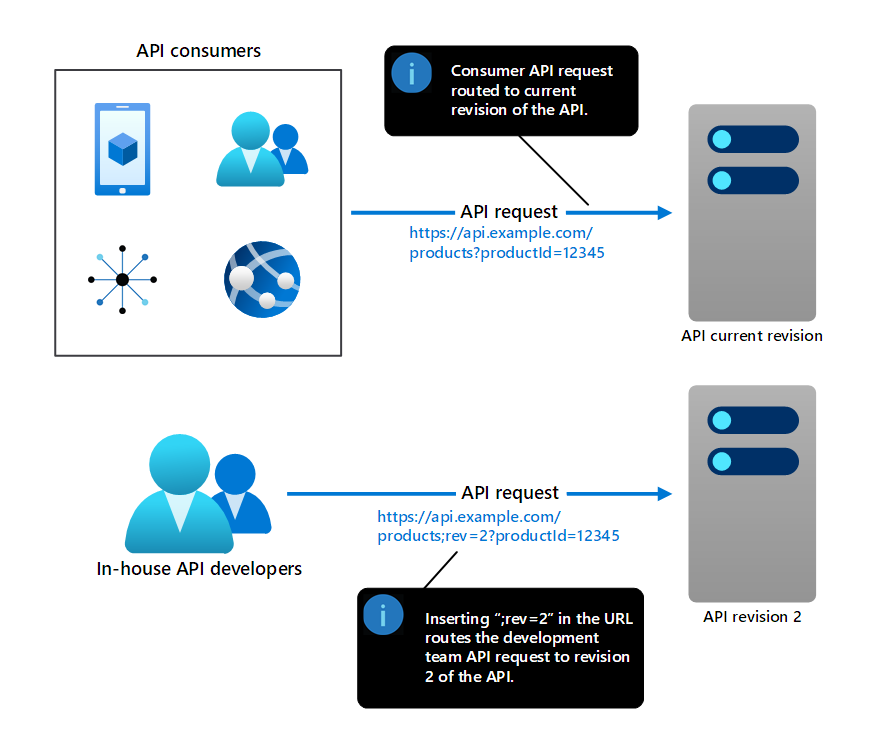 API consumers
i
Consumer API request
routed to current
revision of the API.
API request
https://api.example.com/
products?productId=12345
API current revision
API request
https://api.example.com/
products;rev=2?productId=12345
In-house API developers
API revision 2
i
Inserting “;rev=2” in the URL
routes the development
team API request to revision
2 of the API.